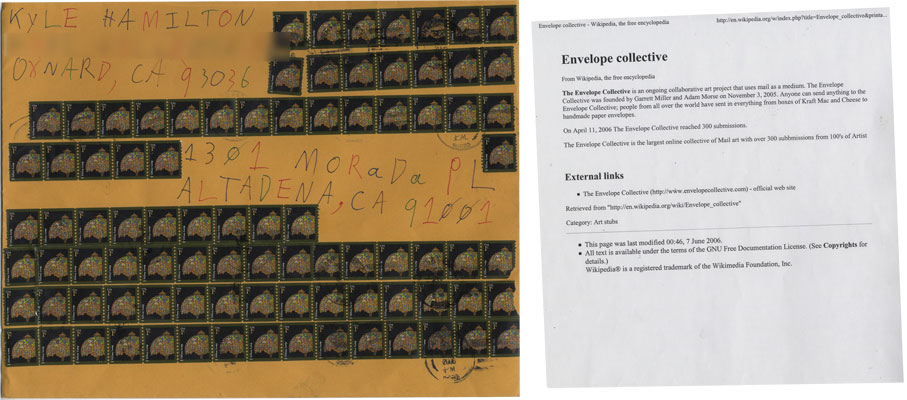 KYLE HAMILTON
OXNARD, CA 93036
1301 MORaDa PL
ALTADENA, CA 91001
2006
P.M
Envelope collective - Wikipedia, the free encyclopedia
http://en.wikipedia.org/w/index.php?title=Envelope_collective&printa...
Envelope collective
From Wikipedia, the free encyclopedia
The Envelope Collective is an ongoing collaborative art project that uses mail as a medium. The Envelope
Collective was founded by Garrett Miller and Adam Morse on November 3, 2005. Anyone can send anything to the
Envelope Collective; people from all over the world have sent in everything from boxes of Kraft Mac and Cheese to
handmade paper envelopes.
On April 11, 2006 The Envelope Collective reached 300 submissions.
The Envelope Collective is the largest online collective of Mail art with over 300 subbmissions from 100's of Artist
External links
The Envelope Collective (http://www.envelopecollective.com) - official web site
Retrieved from "http://en.wikipedia.org/wiki/Envelope_collective"
Category: Art stubs
This page was last modified 00:46, 7 June 2006.
All text is available under the terms of the GNU Free Documentation License. (See Copyrights for
details.)
Wikipedia® is a registered trademark of the Wikimedia Foundation, Inc.